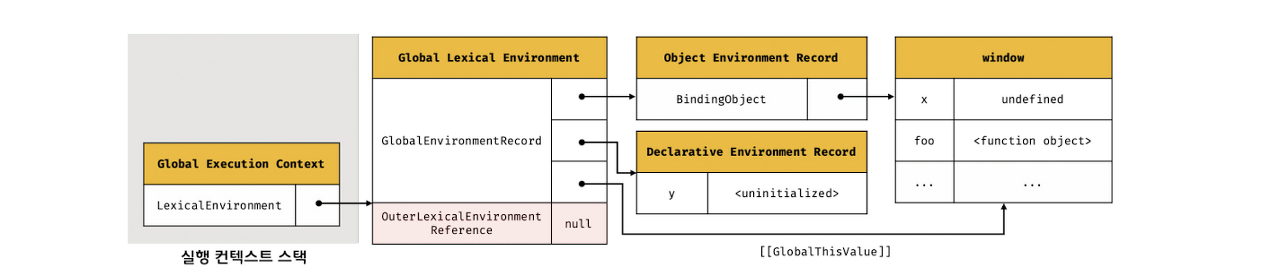 Global Execution Context
LexicalEnvironment
실행 컨텍스트 스택
Global Lexical Environment
GlobalEnvironmentRecord
OuterLexicalEnvironment
Reference
null
Object Environment Record
BindingObject
Declarative Environment Record
y <uninitialized>
window
x undefined
foo <function object>
... ...
[[GlobalThisValue]]